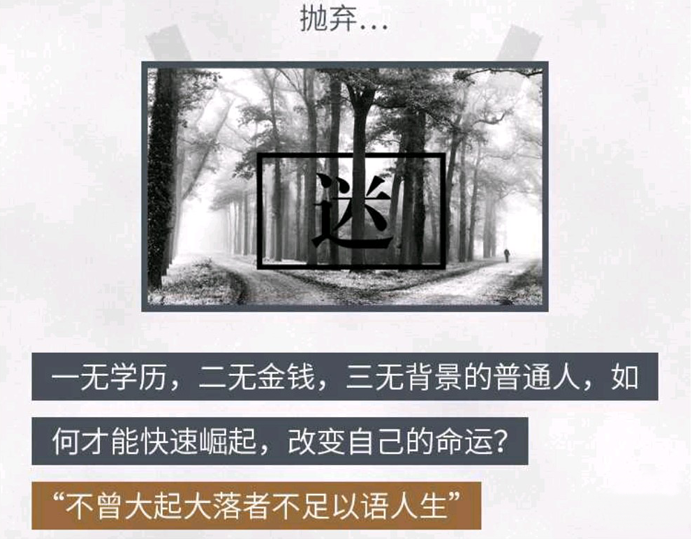 抛弃...
迷
一无学历，二无金钱，三无背景的普通人，如
何才能快速崛起，改变自己的命运？
“不曾大起大落者不足以语人生”